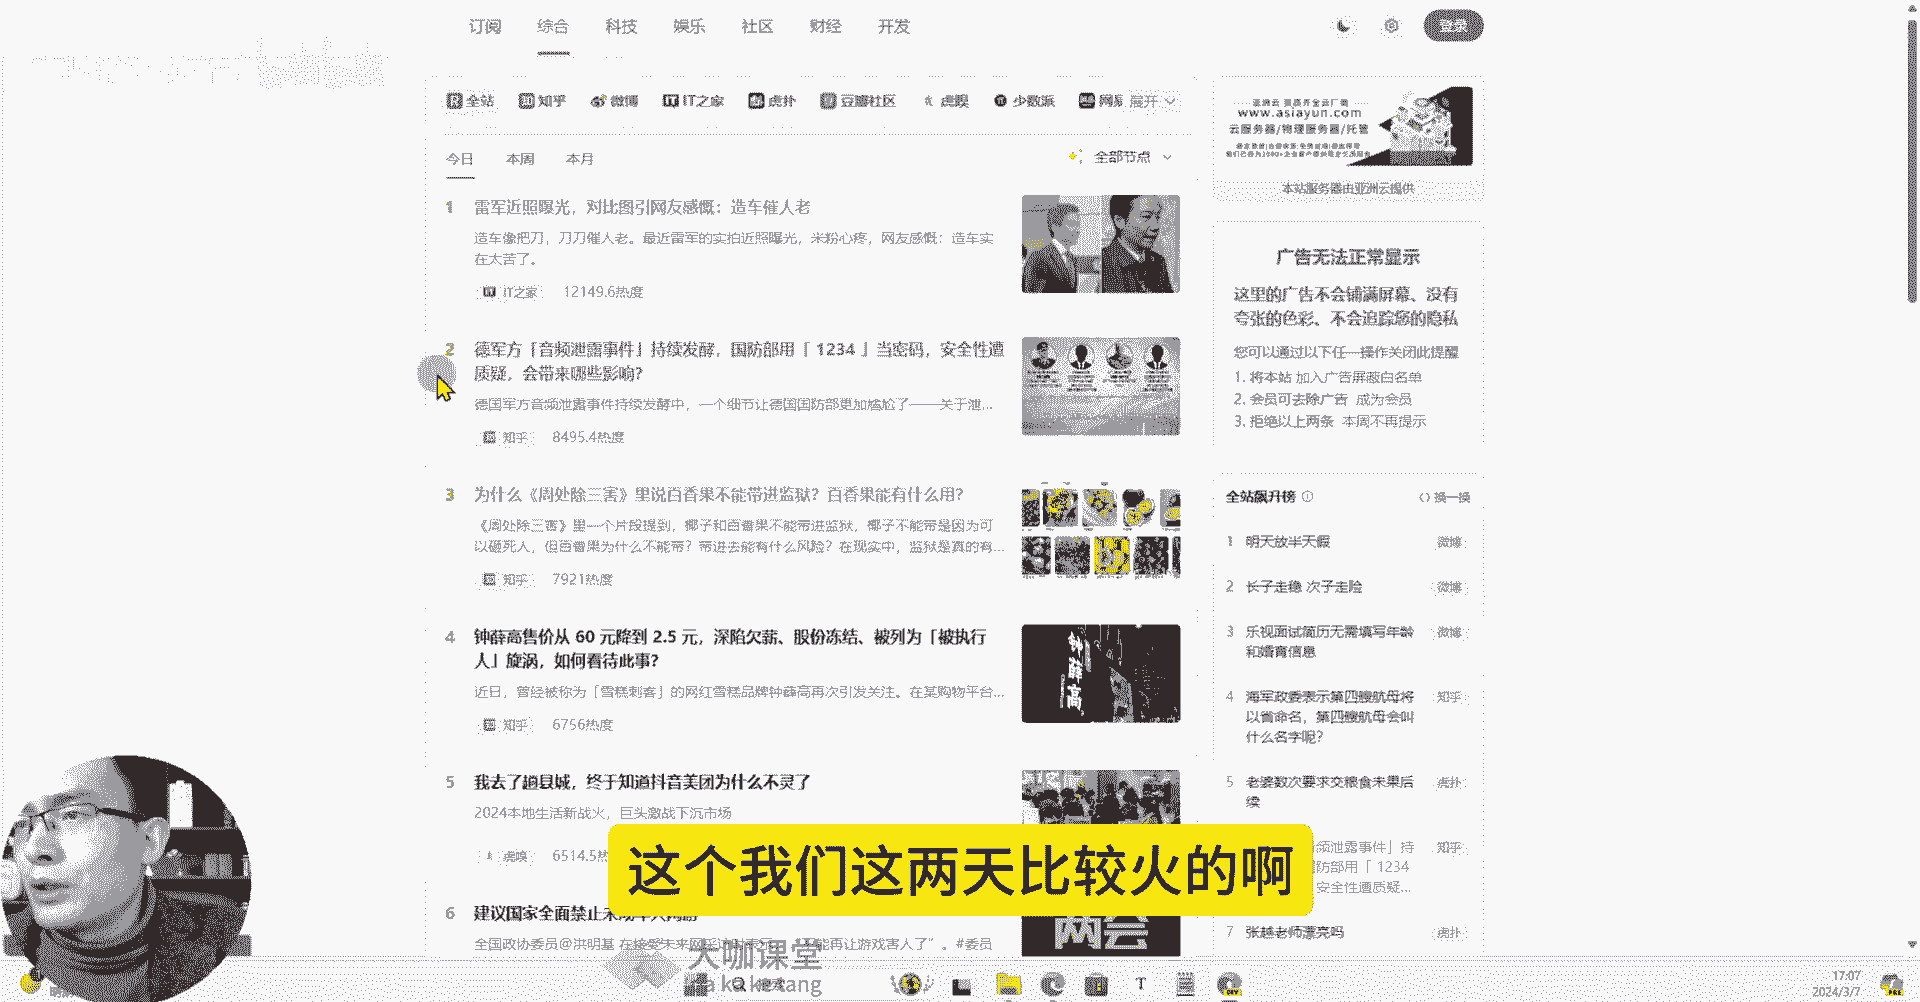 订阅 综合 科技 娱乐 社区 财经 开发
登录
全站 知乎 微博 IT之家 虎扑 豆瓣社区 虎嗅 少数派 网易 展开
今日 本周 本月
全部节点
1 雷军近照曝光，对比图引网友感慨：造车催人老
造车像把刀，刀刀催人老。最近雷军的实拍近照曝光，米粉心疼，网友感慨：造车实
在太苦了。
IT之家 12149.6热度
2 德军方「音频泄露事件」持续发酵，国防部用「 1234 」当密码，安全性遭
质疑，会带来哪些影响？
德国军方音频泄露事件持续发酵中，一个细节让德国国防部更加尴尬了——关于泄...
知乎 8495.4热度
3 为什么《周处除三害》里说百香果不能带进监狱？百香果能有什么用？
《周处除三害》里一个片段提到，椰子和百香果不能带进监狱，椰子不能带是因为可
以砸死人，但百香果为什么不能带？带进去能有什么风险？在现实中，监狱是真的有...
知乎 7921热度
4 钟薛高售价从 60 元降到 2.5 元，深陷欠薪、股份冻结、被列为「被执行
人」旋涡，如何看待此事？
近日，曾经被称为「雪糕刺客」的网红雪糕品牌钟薛高再次引发关注。在某购物平台...
知乎 6756热度
钟薛高
5 我去了趟县城，终于知道抖音美团为什么不灵了
2024本地生活新战火，巨头激战下沉市场
虎嗅 6514.5热
6 建议国家全面禁止未成年人网游
全国政协委员@洪明基 在接受未来网采访时表示
能再让游戏害人了”。#委员
两会
亚洲云
www.asiayun.com
云服务器/物理服务器/托管
本站服务器由亚洲云提供
广告无法正常显示
这里的广告不会铺满屏幕、没有
夸张的色彩、不会追踪您的隐私
您可以通过以下任一操作关闭此提醒
1. 将本站 加入广告屏蔽白名单
2. 会员可去除广告 成为会员
3. 拒绝以上两条 本周不再提示
全站飙升榜 换一换
1 明天放半天假 微博
2 长子走稳 次子走险 微博
3 乐视面试简历无需填写年龄 微博
和婚育信息
4 海军政委表示第四艘航母将 知乎
以省命名，第四艘航母会叫
什么名字呢？
5 老婆数次要求交粮食未果后 虎扑
续
频泄露事件」持 知乎
防部用「 1234
安全性遭质疑...
7 张越老师漂亮吗 虎扑
这个我们这两天比较火的啊
大咖课堂
17:07
2024/3/7